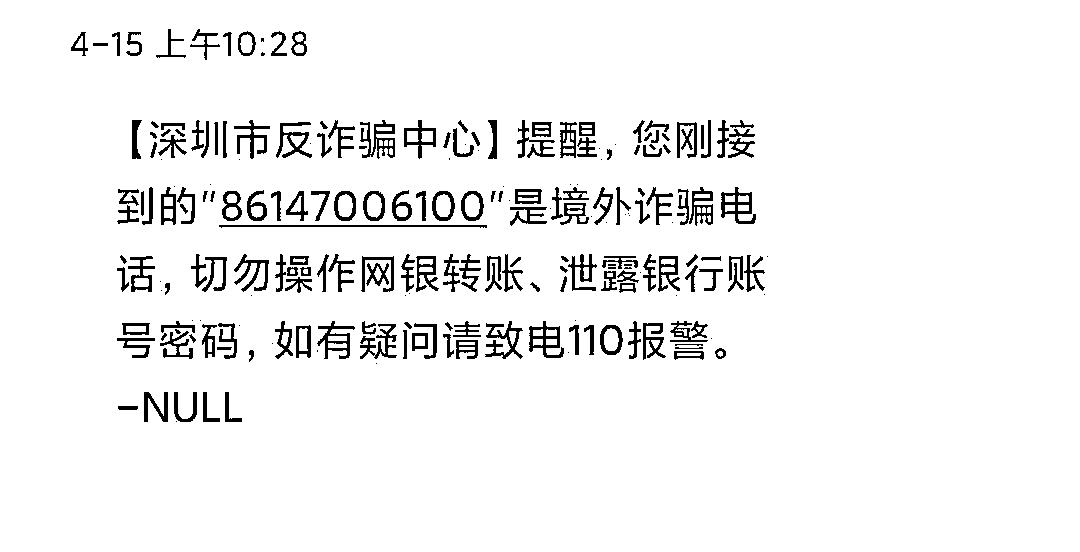 4-15 上午10:28
【深圳市反诈骗中心】提醒, 您刚接
到的"86147006100"是境外诈骗电
话, 切勿操作网银转账、泄露银行账
号密码, 如有疑问请致电110报警。
-NULL